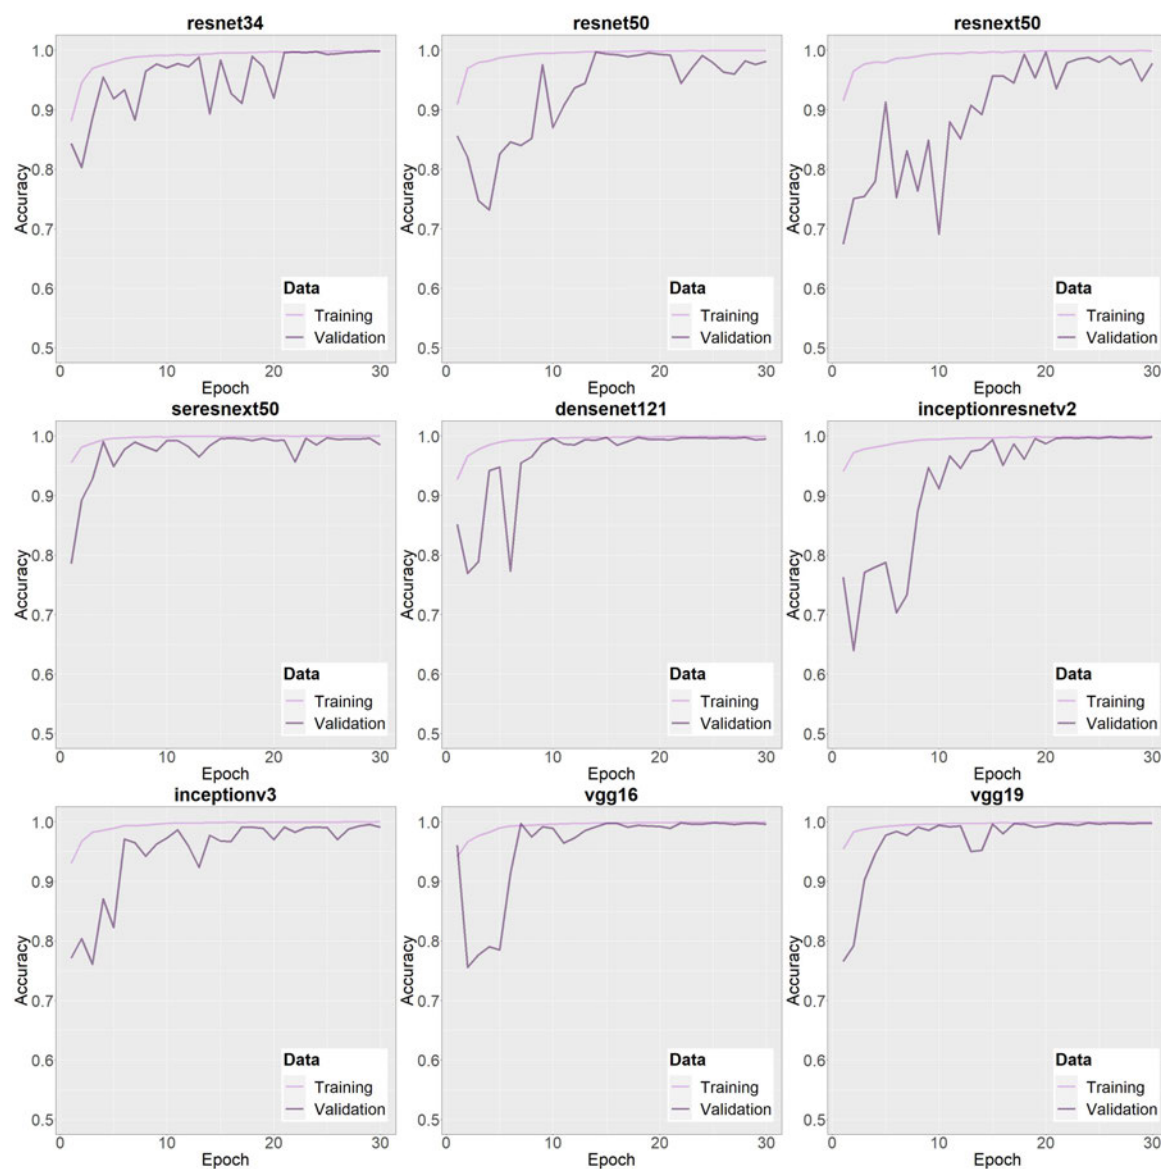 resnet34
resnet50
resnext50
Accuracy
1.0
0.9
0.8
0.7
0.6
0.5
Data
Training
Validation
0 10 20 30
Epoch
Accuracy
1.0
0.9
0.8
0.7
0.6
0.5
Data
Training
Validation
0 10 20 30
Epoch
Accuracy
1.0
0.9
0.8
0.7
0.6
0.5
Data
Training
Validation
0 10 20 30
Epoch
seresnext50
densenet121
inceptionresnetv2
Accuracy
1.0
0.9
0.8
0.7
0.6
0.5
Data
Training
Validation
0 10 20 30
Epoch
Accuracy
1.0
0.9
0.8
0.7
0.6
0.5
Data
Training
Validation
0 10 20 30
Epoch
Accuracy
1.0
0.9
0.8
0.7
0.6
0.5
Data
Training
Validation
0 10 20 30
Epoch
inceptionv3
vgg16
vgg19
Accuracy
1.0
0.9
0.8
0.7
0.6
0.5
Data
Training
Validation
0 10 20 30
Epoch
Accuracy
1.0
0.9
0.8
0.7
0.6
0.5
Data
Training
Validation
0 10 20 30
Epoch
Accuracy
1.0
0.9
0.8
0.7
0.6
0.5
Data
Training
Validation
0 10 20 30
Epoch